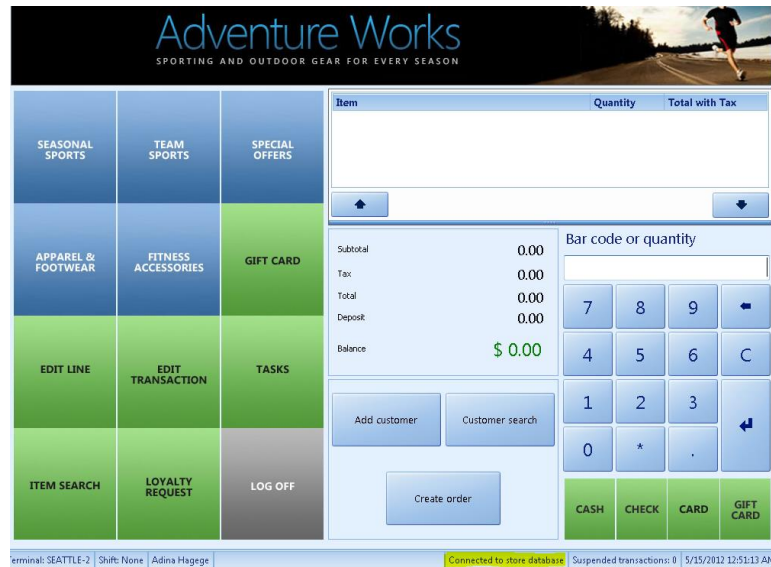 Adventure Works
SPORTING AND OUTDOOR GEAR FOR EVERY SEASON
SEASONAL
SPORTS
TEAM
SPORTS
SPECIAL
OFFERS
APPAREL &
FOOTWEAR
FITNESS
ACCESSORIES
GIFT CARD
EDIT LINE
EDIT
TRANSACTION
TASKS
ITEM SEARCH
LOYALTY
REQUEST
LOG OFF
Item Quantity Total with Tax
Subtotal 0.00
Tax 0.00
Total 0.00
Deposit 0.00
Balance $ 0.00
Add customer
Customer search
Create order
Bar code or quantity
7 8 9
4 5 6 C
1 2 3
0 * .
CASH
CHECK
CARD
GIFT
CARD
erminal: SEATTLE-2 Shift: None Adina Hagege Connected to store database Suspended transactions: 0 5/15/2012 12:51:13 AM